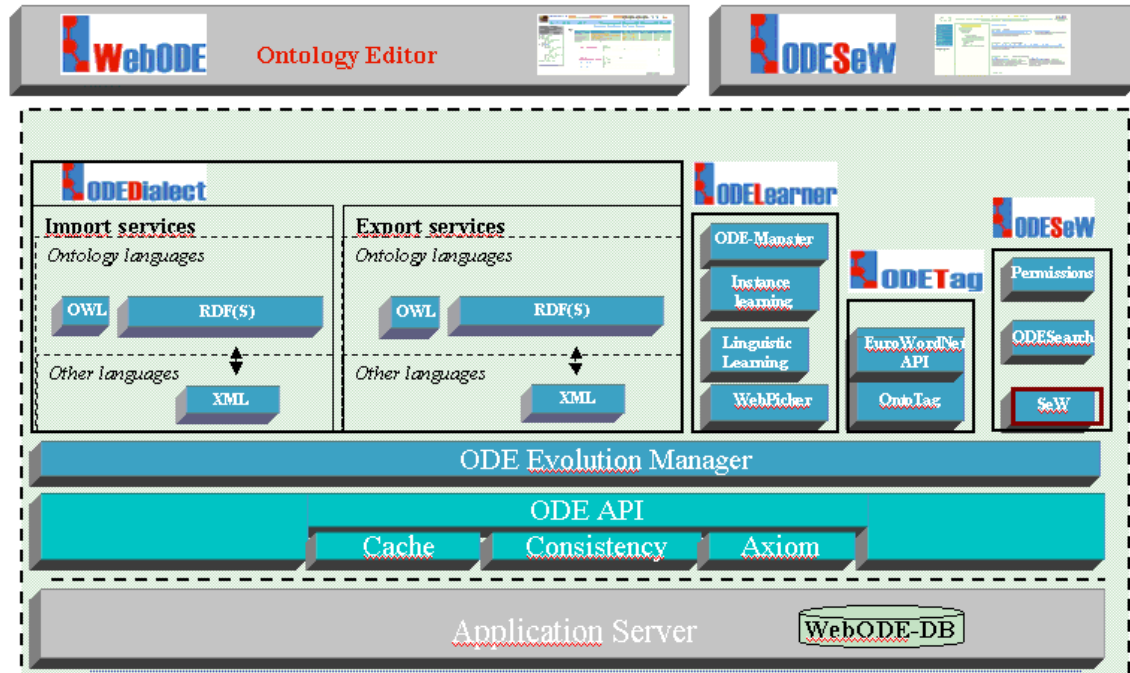 WebODE
Ontology Editor
ODESeW
ODEDialect
Import services
Ontology languages
OWL
RDF(S)
Other languages
XML
Export services
Ontology languages
OWL
RDF(S)
Other languages
XML
ODELearner
ODE-Mapster
Instance
learning
Linguistic
Learning
WebPicker
ODETag
EuroWordNet
API
OntoTag
ODESeW
Permissions
ODESearch
SeW
ODE Evolution Manager
ODE API
Cache
Consistency
Axiom
Application Server
WebODE-DB